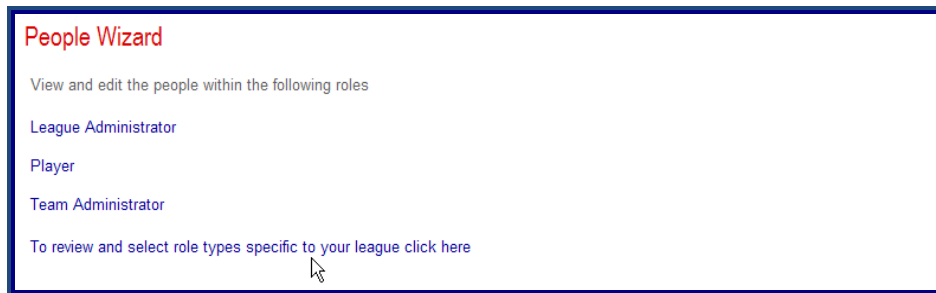 People Wizard
View and edit the people within the following roles
League Administrator
Player
Team Administrator
To review and select role types specific to your league click here